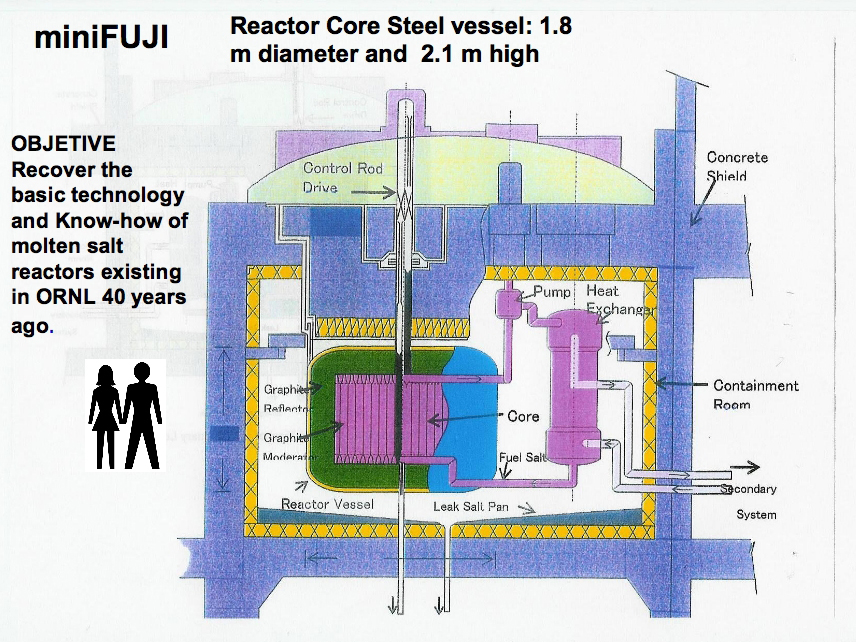 miniFUJI
Reactor Core Steel vessel: 1.8
m diameter and 2.1 m high
OBJETIVE
Recover the
basic technology
and Know-how of
molten salt
reactors existing
in ORNL 40 years
ago.
Control Rod
Drive
Concrete
Shield
Pump
Heat
Exchanger
Graphite
Reflector
Containment
Room
Core
Graphite
Moderator
Fuel Salt
Reactor Vessel
Leak Salt Pan
Secondary
System